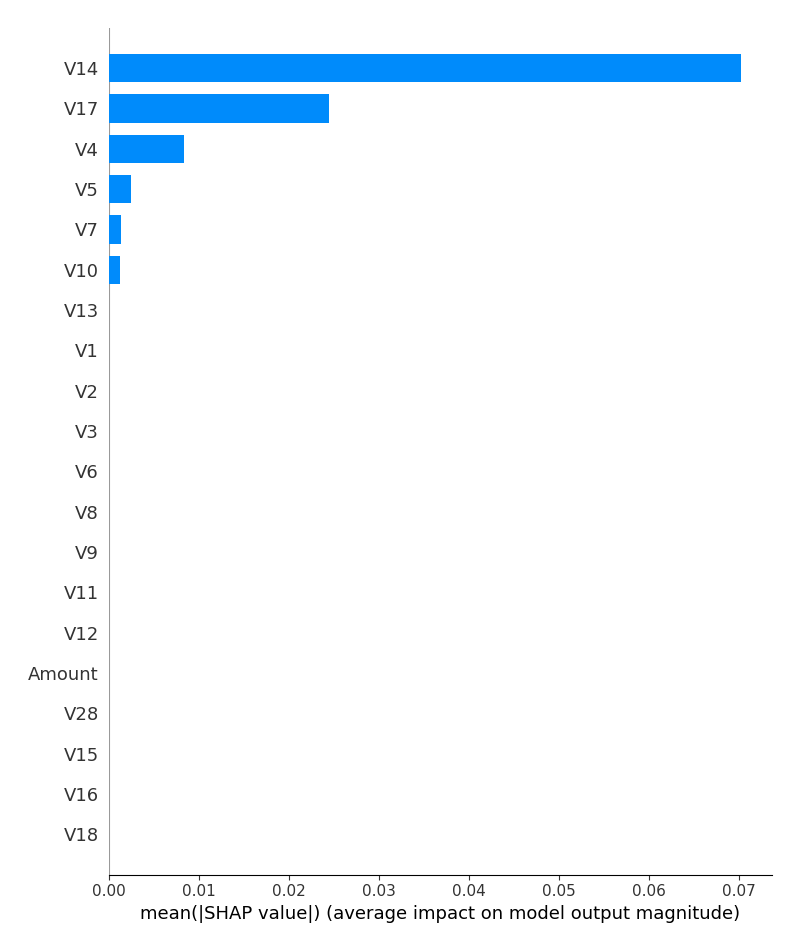 V14
V17
V4
V5
V7
V10
V13
V1
V2
V3
V6
V8
V9
V11
V12
Amount
V28
V15
V16
V18
0.00 0.01 0.02 0.03 0.04 0.05 0.06 0.07
mean(|SHAP value|) (average impact on model output magnitude)